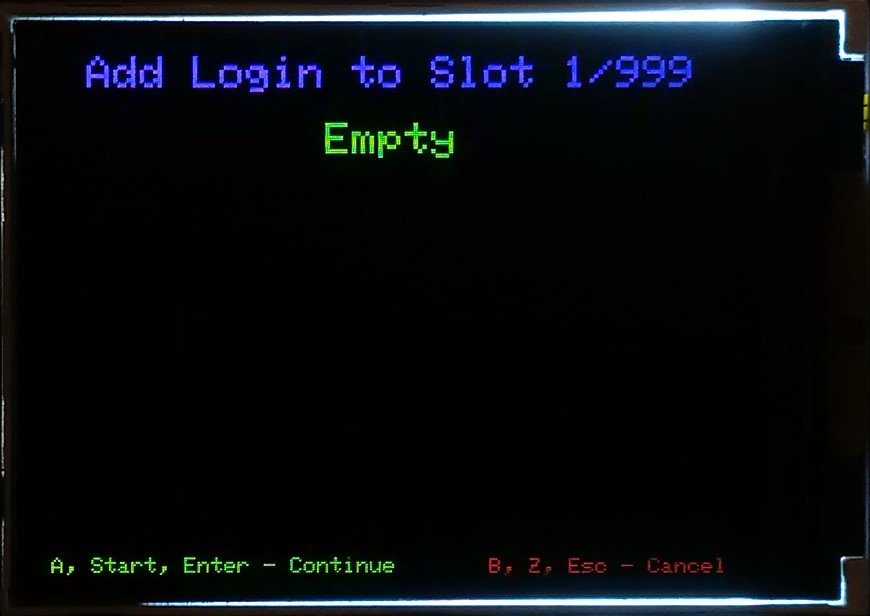 Add Login to Slot 1/999
Empty
A, Start, Enter - Continue
B, Z, Esc - Cancel